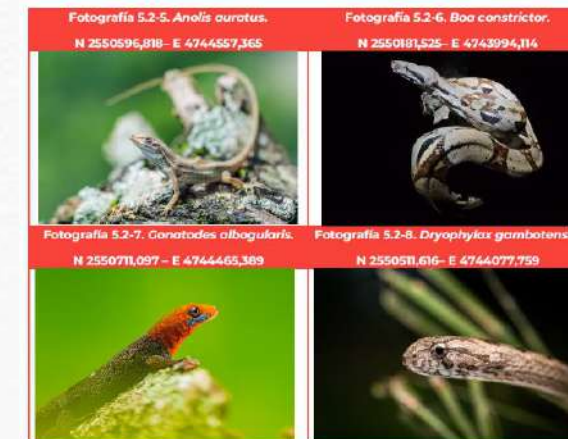 Fotografía 5.2-5. Anolis auratus.
N 2550596,818– E 4744557,365
Fotografía 5.2-6. Boa constrictor.
N 2550181,525– E 4743994,114
Fotografía 5.2-7. Gonatodes albogularis.
N 2550711,097 – E 4744465,389
Fotografía 5.2-8. Dryophylax gambotens
N 2550511,616– E 4744077,759